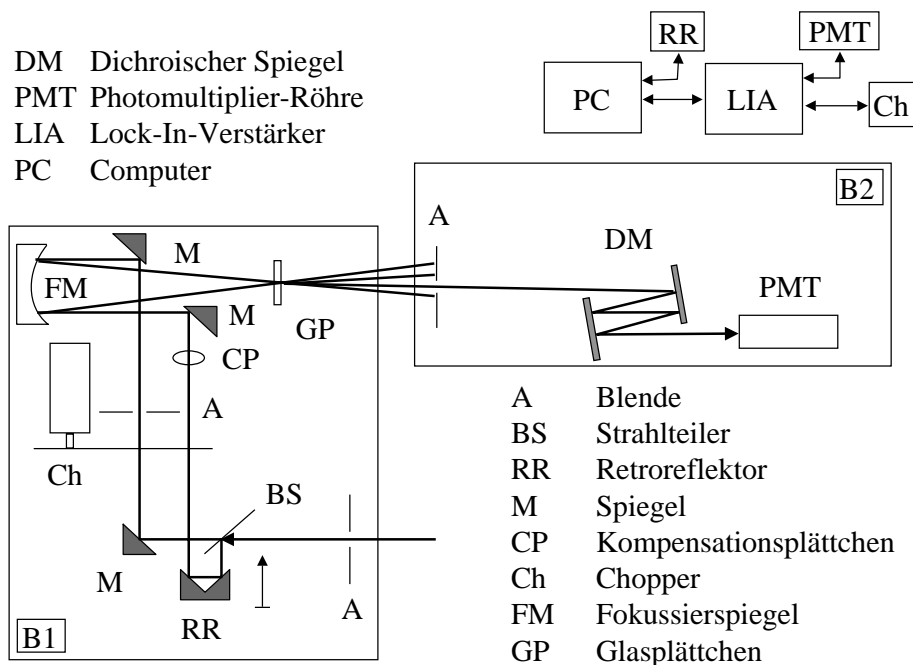 DM Dichroischer Spiegel
PMT Photomultiplier-Röhre
LIA Lock-In-Verstärker
PC Computer
RR
PMT
PC
LIA
Ch
B2
A
DM
PMT
M
FM
M
GP
CP
A
Ch
BS
M
RR
A
B1
A Blende
BS Strahlteiler
RR Retroreflektor
M Spiegel
CP Kompensationsplättchen
Ch Chopper
FM Fokussierspiegel
GP Glasplättchen